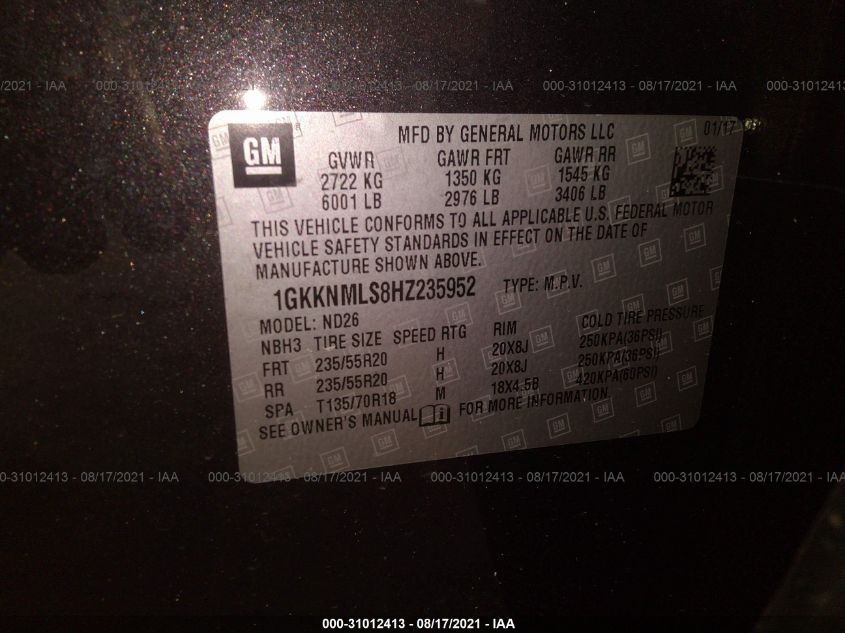 000-31012413 - 08/17/2021 - IAA
GM
MFD BY GENERAL MOTORS LLC
01/17
GVWR GAWR FRT GAWR RR
2722 KG 1350 KG 1545 KG
6001 LB 2976 LB 3406 LB
THIS VEHICLE CONFORMS TO ALL APPLICABLE U.S. FEDERAL MOTOR
VEHICLE SAFETY STANDARDS IN EFFECT ON THE DATE OF
MANUFACTURE SHOWN ABOVE.
1GKKNMLS8HZ235952 TYPE: M.P.V.
MODEL: ND26
NBH3 TIRE SIZE SPEED RTG RIM COLD TIRE PRESSURE
FRT 235/55R20 H 20X8J 250KPA(36PSI)
RR 235/55R20 H 20X8J 250KPA(36PSI)
SPA T135/70R18 M 18X4.5B 420KPA(60PSI)
SEE OWNER'S MANUAL FOR MORE INFORMATION.
000-31012413 - 08/17/2021 - IAA
000-31012413 - 08/17/2021 - IAA